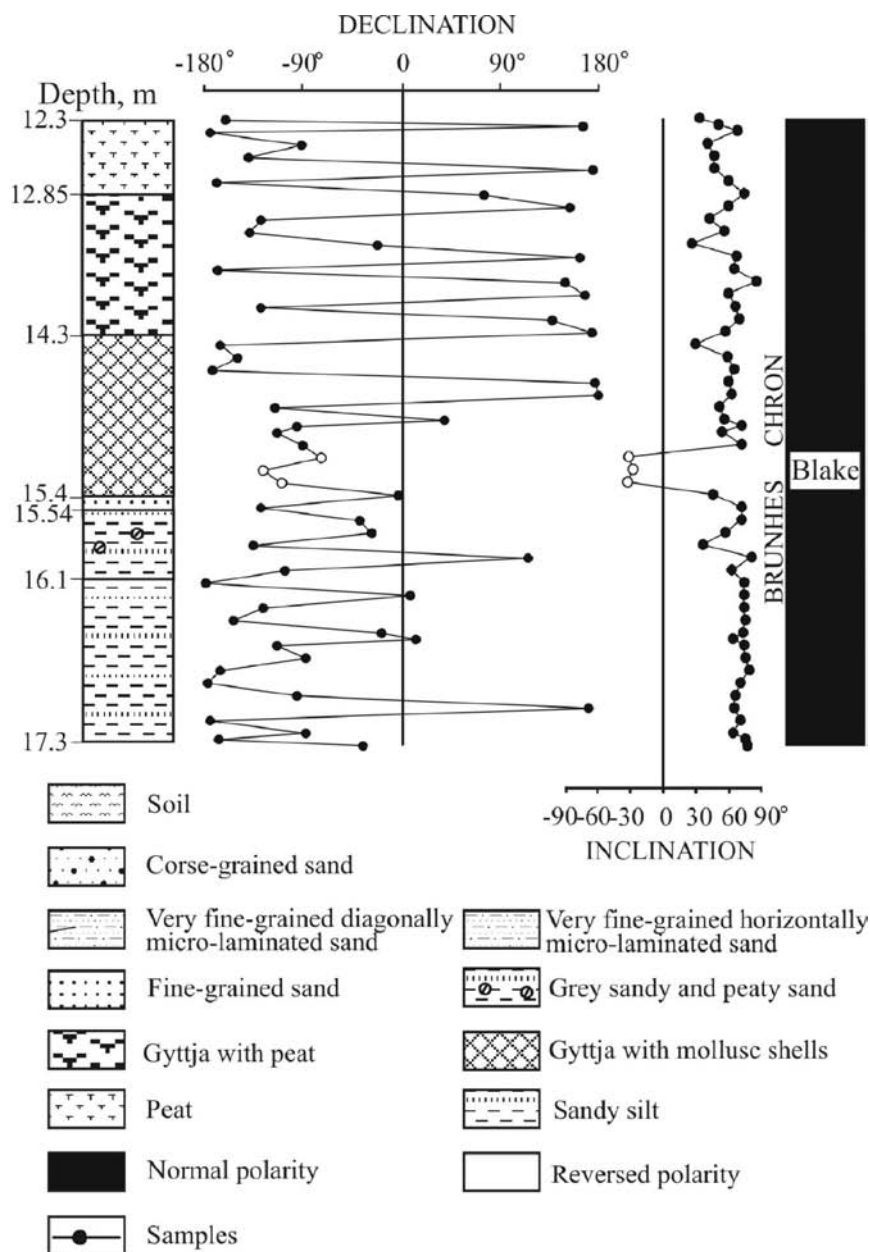 DECLINATION
-180° -90° 0 90° 180°
Depth, m
12.3
12.85
14.3
15.4
15.54
16.1
17.3
BRUNHES CHRON
Blake
-90 -60 -30 0 30 60 90°
INCLINATION
Soil
Corse-grained sand
Very fine-grained diagonally
micro-laminated sand
Very fine-grained horizontally
micro-laminated sand
Fine-grained sand
Grey sandy and peaty sand
Gyttja with peat
Gyttja with mollusc shells
Peat
Sandy silt
Normal polarity
Reversed polarity
Samples